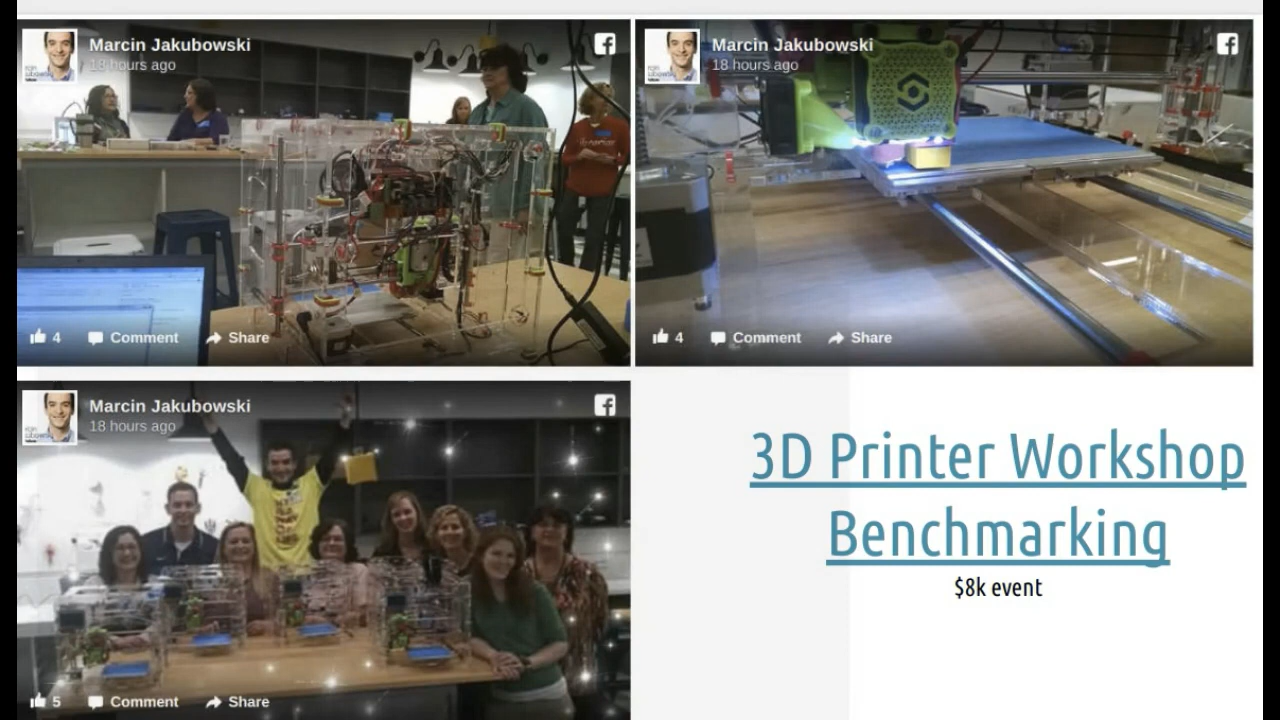 Marcin Jakubowski
18 hours ago
4 Comment Share
Marcin Jakubowski
18 hours ago
4 Comment Share
Marcin Jakubowski
18 hours ago
5 Comment Share
3D Printer Workshop
Benchmarking
$8k event